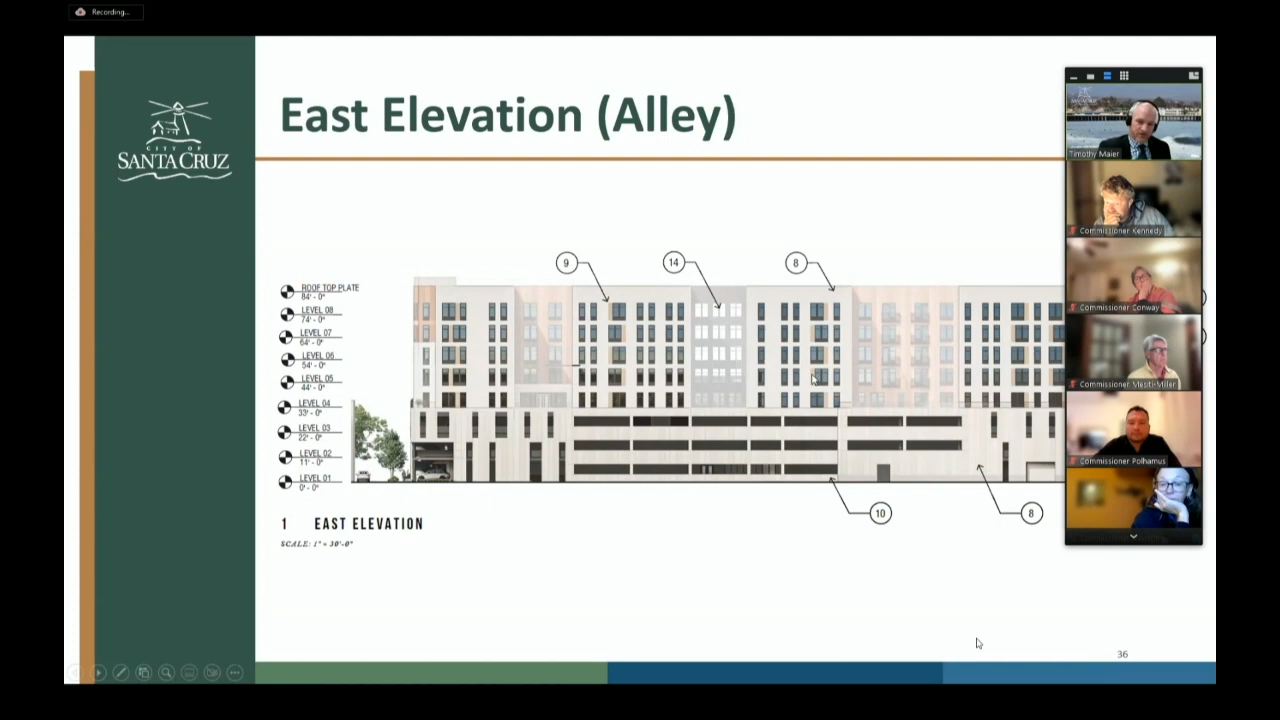 Recording...
CITY OF
SANTA CRUZ
East Elevation (Alley)
9
14
8
ROOF TOP PLATE
84' - 0"
LEVEL 08
74' - 0"
LEVEL 07
64' - 0"
LEVEL 06
54' - 0"
LEVEL 05
44' - 0"
LEVEL 04
33' - 0"
LEVEL 03
22' - 0"
LEVEL 02
11' - 0"
LEVEL 01
0' - 0"
10
8
1 EAST ELEVATION
SCALE: 1" = 30'-0"
Timothy Maier
Commissioner Kennedy
Commissioner Conway
Commissioner Mesiti-Miller
Commissioner Polhamus
36